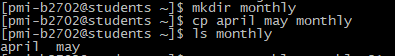 [pmi-b2702@students ~]$ mkdir monthly
[pmi-b2702@students ~]$ cp april may monthly
[pmi-b2702@students ~]$ ls monthly
april  may